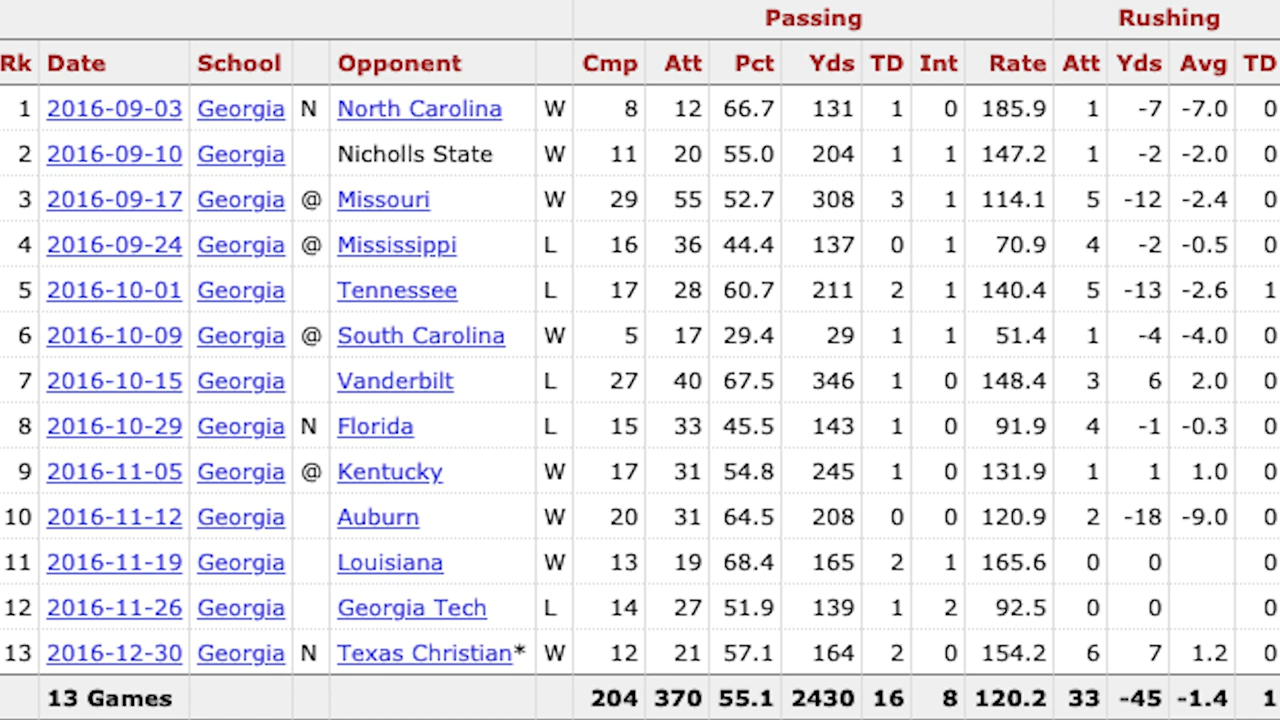 Passing Rushing
Rk Date School Opponent Cmp Att Pct Yds TD Int Rate Att Yds Avg TD
1 2016-09-03 Georgia N North Carolina W 8 12 66.7 131 1 0 185.9 1 -7 -7.0 0
2 2016-09-10 Georgia Nicholls State W 11 20 55.0 204 1 1 147.2 1 -2 -2.0 0
3 2016-09-17 Georgia @ Missouri W 29 55 52.7 308 3 1 114.1 5 -12 -2.4 0
4 2016-09-24 Georgia @ Mississippi L 16 36 44.4 137 0 1 70.9 4 -2 -0.5 0
5 2016-10-01 Georgia Tennessee L 17 28 60.7 211 2 1 140.4 5 -13 -2.6 1
6 2016-10-09 Georgia @ South Carolina W 5 17 29.4 29 1 1 51.4 1 -4 -4.0 0
7 2016-10-15 Georgia Vanderbilt L 27 40 67.5 346 1 0 148.4 3 6 2.0 0
8 2016-10-29 Georgia N Florida L 15 33 45.5 143 1 0 91.9 4 -1 -0.3 0
9 2016-11-05 Georgia @ Kentucky W 17 31 54.8 245 1 0 131.9 1 1 1.0 0
10 2016-11-12 Georgia Auburn W 20 31 64.5 208 0 0 120.9 2 -18 -9.0 0
11 2016-11-19 Georgia Louisiana W 13 19 68.4 165 2 1 165.6 0 0 0
12 2016-11-26 Georgia Georgia Tech L 14 27 51.9 139 1 2 92.5 0 0 0
13 2016-12-30 Georgia N Texas Christian* W 12 21 57.1 164 2 0 154.2 6 7 1.2 0
13 Games 204 370 55.1 2430 16 8 120.2 33 -45 -1.4 1